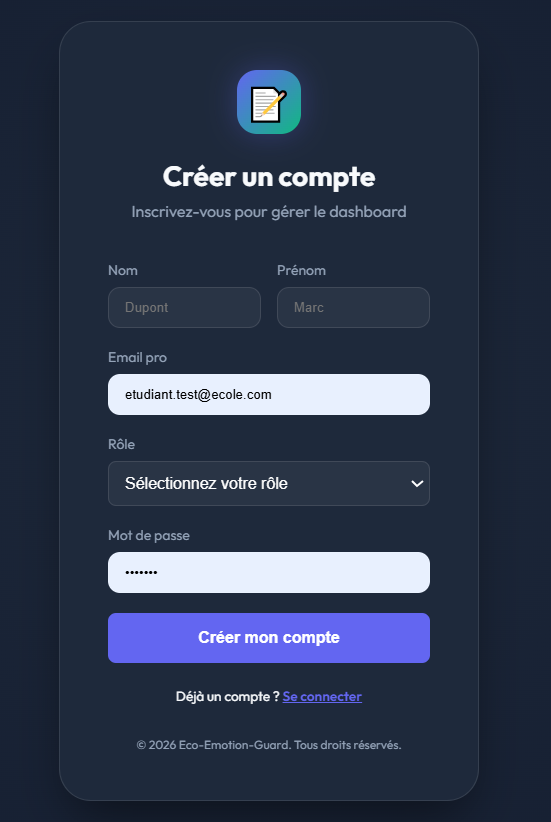 Créer un compte
Inscrivez-vous pour gérer le dashboard
Nom Prénom
Dupont Marc
Email pro
etudiant.test@ecole.com
Rôle
Sélectionnez votre rôle
Mot de passe
•••••••
Créer mon compte
Déjà un compte ? Se connecter
© 2026 Eco-Emotion-Guard. Tous droits réservés.